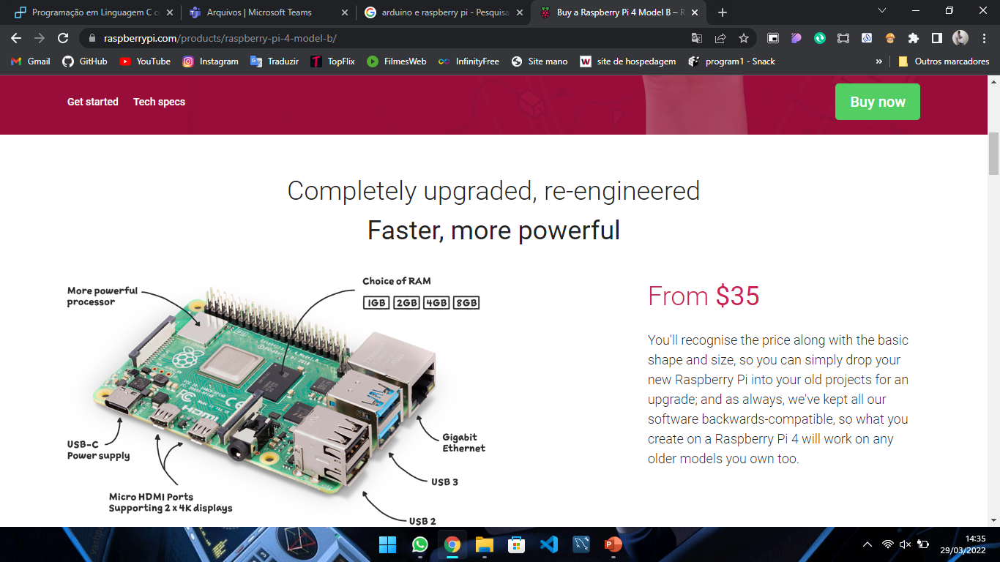 Programação em Linguagem C c
Arquivos | Microsoft Teams
arduino e raspberry pi - Pesquisa
Buy a Raspberry Pi 4 Model B – R
raspberrypi.com/products/raspberry-pi-4-model-b/
Gmail
GitHub
YouTube
Instagram
Traduzir
TopFlix
FilmesWeb
InfinityFree
Site mano
site de hospedagem
program1 - Snack
»
Outros marcadores
Get started
Tech specs
Buy now
Completely upgraded, re-engineered
Faster, more powerful
More powerful
processor
Choice of RAM
1GB 2GB 4GB 8GB
USB-C
Power supply
Micro HDMI Ports
Supporting 2 x 4K displays
Gigabit
Ethernet
USB 3
USB 2
From $35
You'll recognise the price along with the basic
shape and size, so you can simply drop your
new Raspberry Pi into your old projects for an
upgrade; and as always, we've kept all our
software backwards-compatible, so what you
create on a Raspberry Pi 4 will work on any
older models you own too.
14:35
29/03/2022